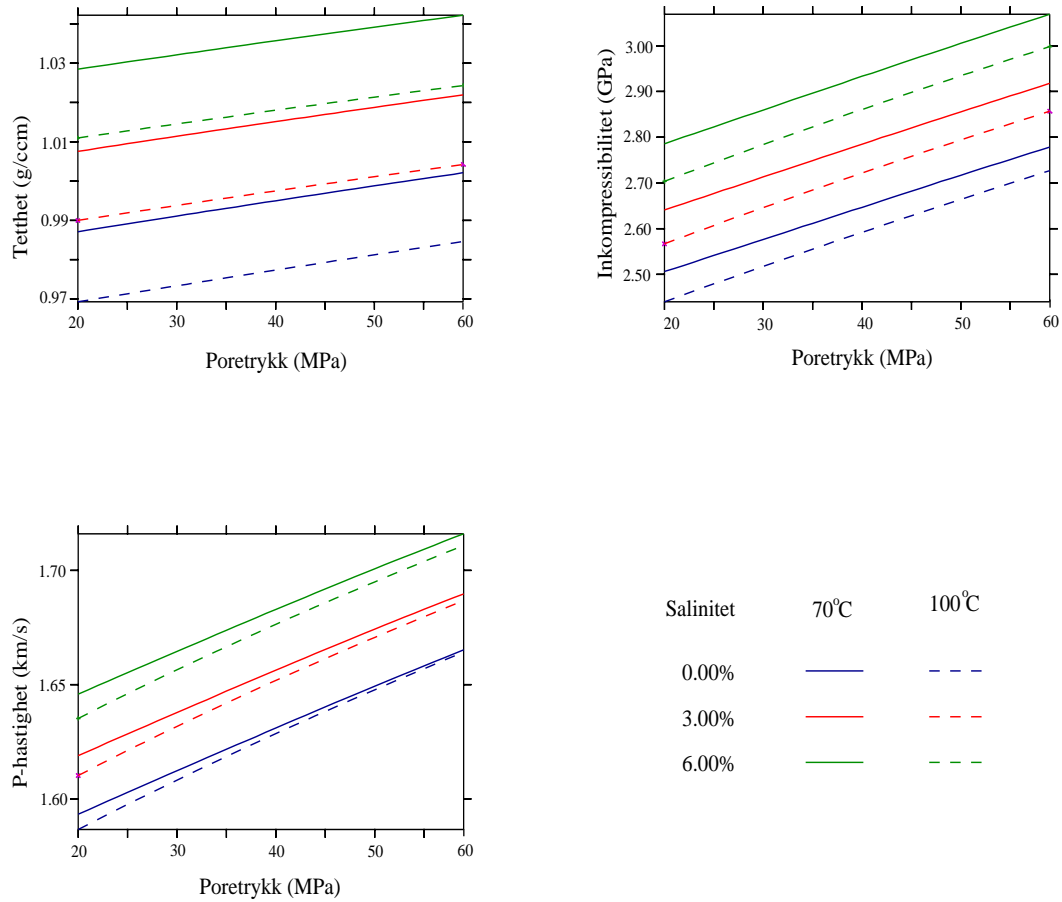 Tetthet (g/ccm)
1.03
1.01
0.99
0.97
20 30 40 50 60
Poretrykk (MPa)
Inkompressibilitet (GPa)
3.00
2.90
2.80
2.70
2.60
2.50
20 30 40 50 60
Poretrykk (MPa)
P-hastighet (km/s)
1.70
1.65
1.60
20 30 40 50 60
Poretrykk (MPa)
Salinitet 70°C 100°C
0.00%
3.00%
6.00%